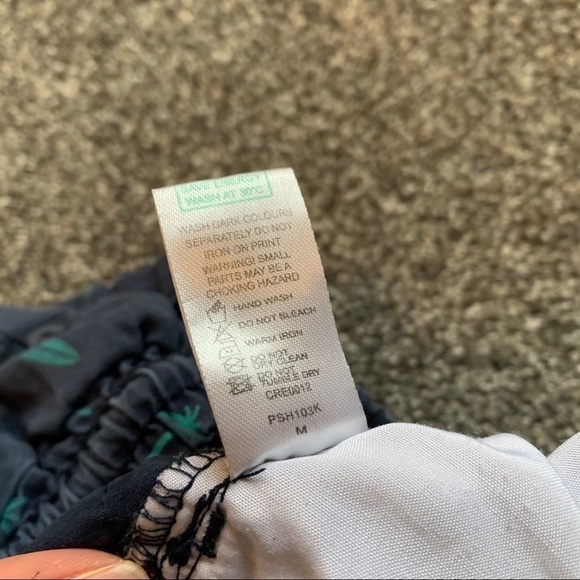 SAVE ENERGY
WASH AT 30°C
WASH DARK COLOURS
SEPARATELY DO NOT
IRON ON PRINT
WARNING! SMALL
PARTS MAY BE A
CHOKING HAZARD
HAND WASH
DO NOT BLEACH
WARM IRON
DO NOT
DRY CLEAN
DO NOT
TUMBLE DRY
CRE0012
PSH103K
M